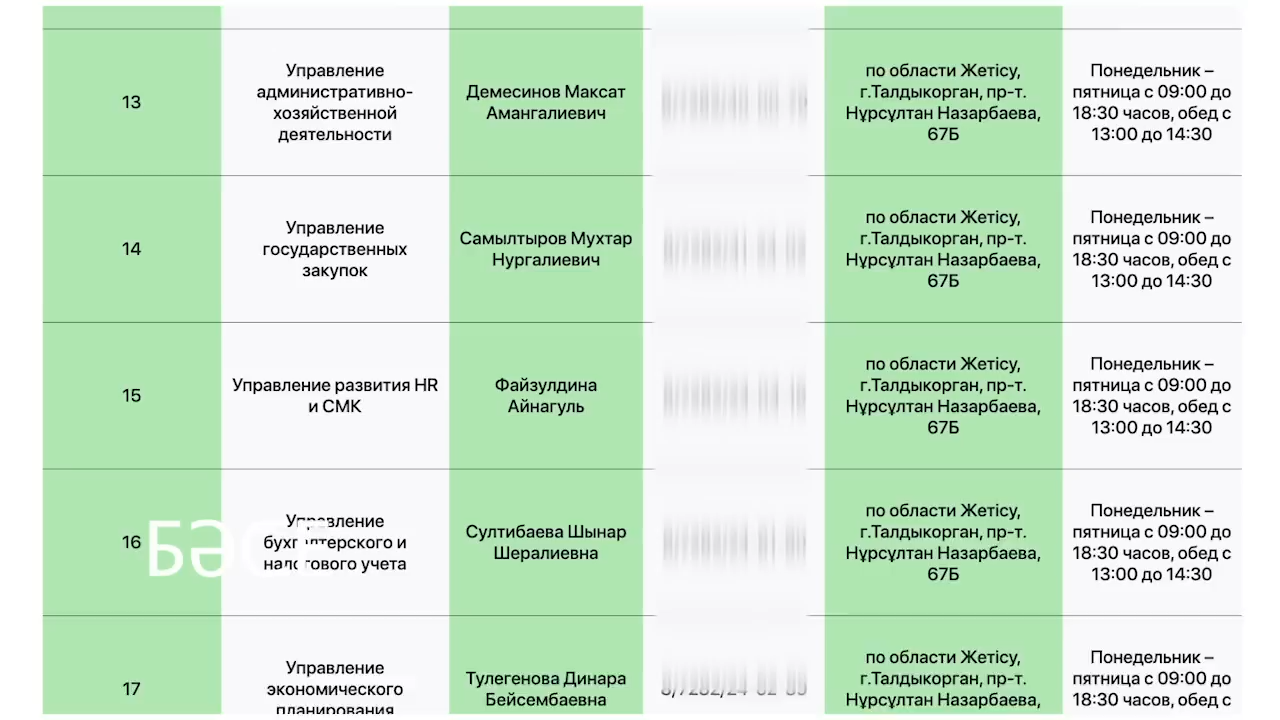 13
Управление
административно-
хозяйственной
деятельности
Демесинов Максат
Амангалиевич
по области Жетісу,
г.Талдыкорган, пр-т.
Нұрсұлтан Назарбаева,
67Б
Понедельник –
пятница с 09:00 до
18:30 часов, обед с
13:00 до 14:30
14
Управление
государственных
закупок
Самылтыров Мухтар
Нургалиевич
по области Жетісу,
г.Талдыкорган, пр-т.
Нұрсұлтан Назарбаева,
67Б
Понедельник –
пятница с 09:00 до
18:30 часов, обед с
13:00 до 14:30
15
Управление развития HR
и СМК
Файзулдина
Айнагуль
по области Жетісу,
г.Талдыкорган, пр-т.
Нұрсұлтан Назарбаева,
67Б
Понедельник –
пятница с 09:00 до
18:30 часов, обед с
13:00 до 14:30
16
Управление
бухгалтерского и
налогового учета
Султибаева Шынар
Шералиевна
по области Жетісу,
г.Талдыкорган, пр-т.
Нұрсұлтан Назарбаева,
67Б
Понедельник –
пятница с 09:00 до
18:30 часов, обед с
13:00 до 14:30
БӘСЕ
17
Управление
экономического
планирования
Тулегенова Динара
Бейсембаевна
по области Жетісу,
г.Талдыкорган, пр-т.
Нұрсұлтан Назарбаева,
Понедельник –
пятница с 09:00 до
18:30 часов, обед с